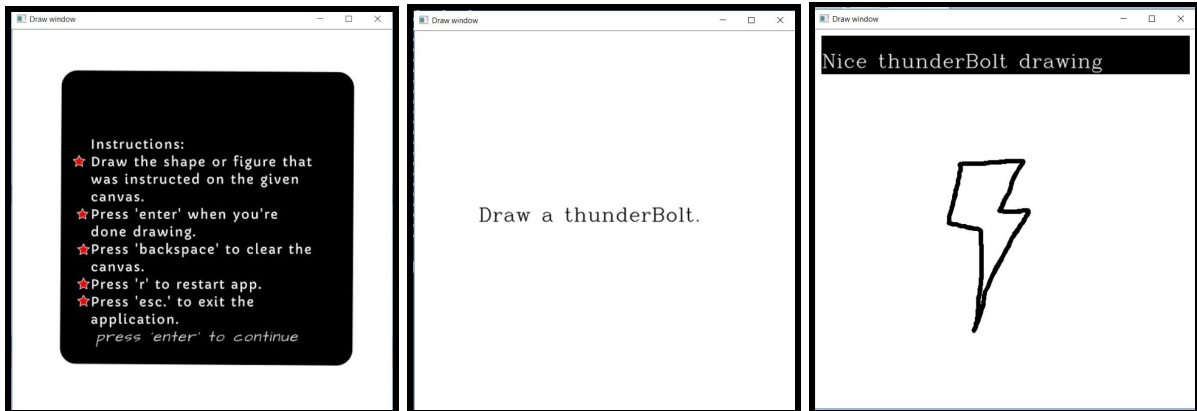 Draw window
Instructions:
Draw the shape or figure that
was instructed on the given
canvas.
Press 'enter' when you're
done drawing.
Press 'backspace' to clear the
canvas.
Press 'r' to restart app.
Press 'esc.' to exit the
application.
press 'enter' to continue
Draw window
Draw a thunderBolt.
Draw window
Nice thunderBolt drawing